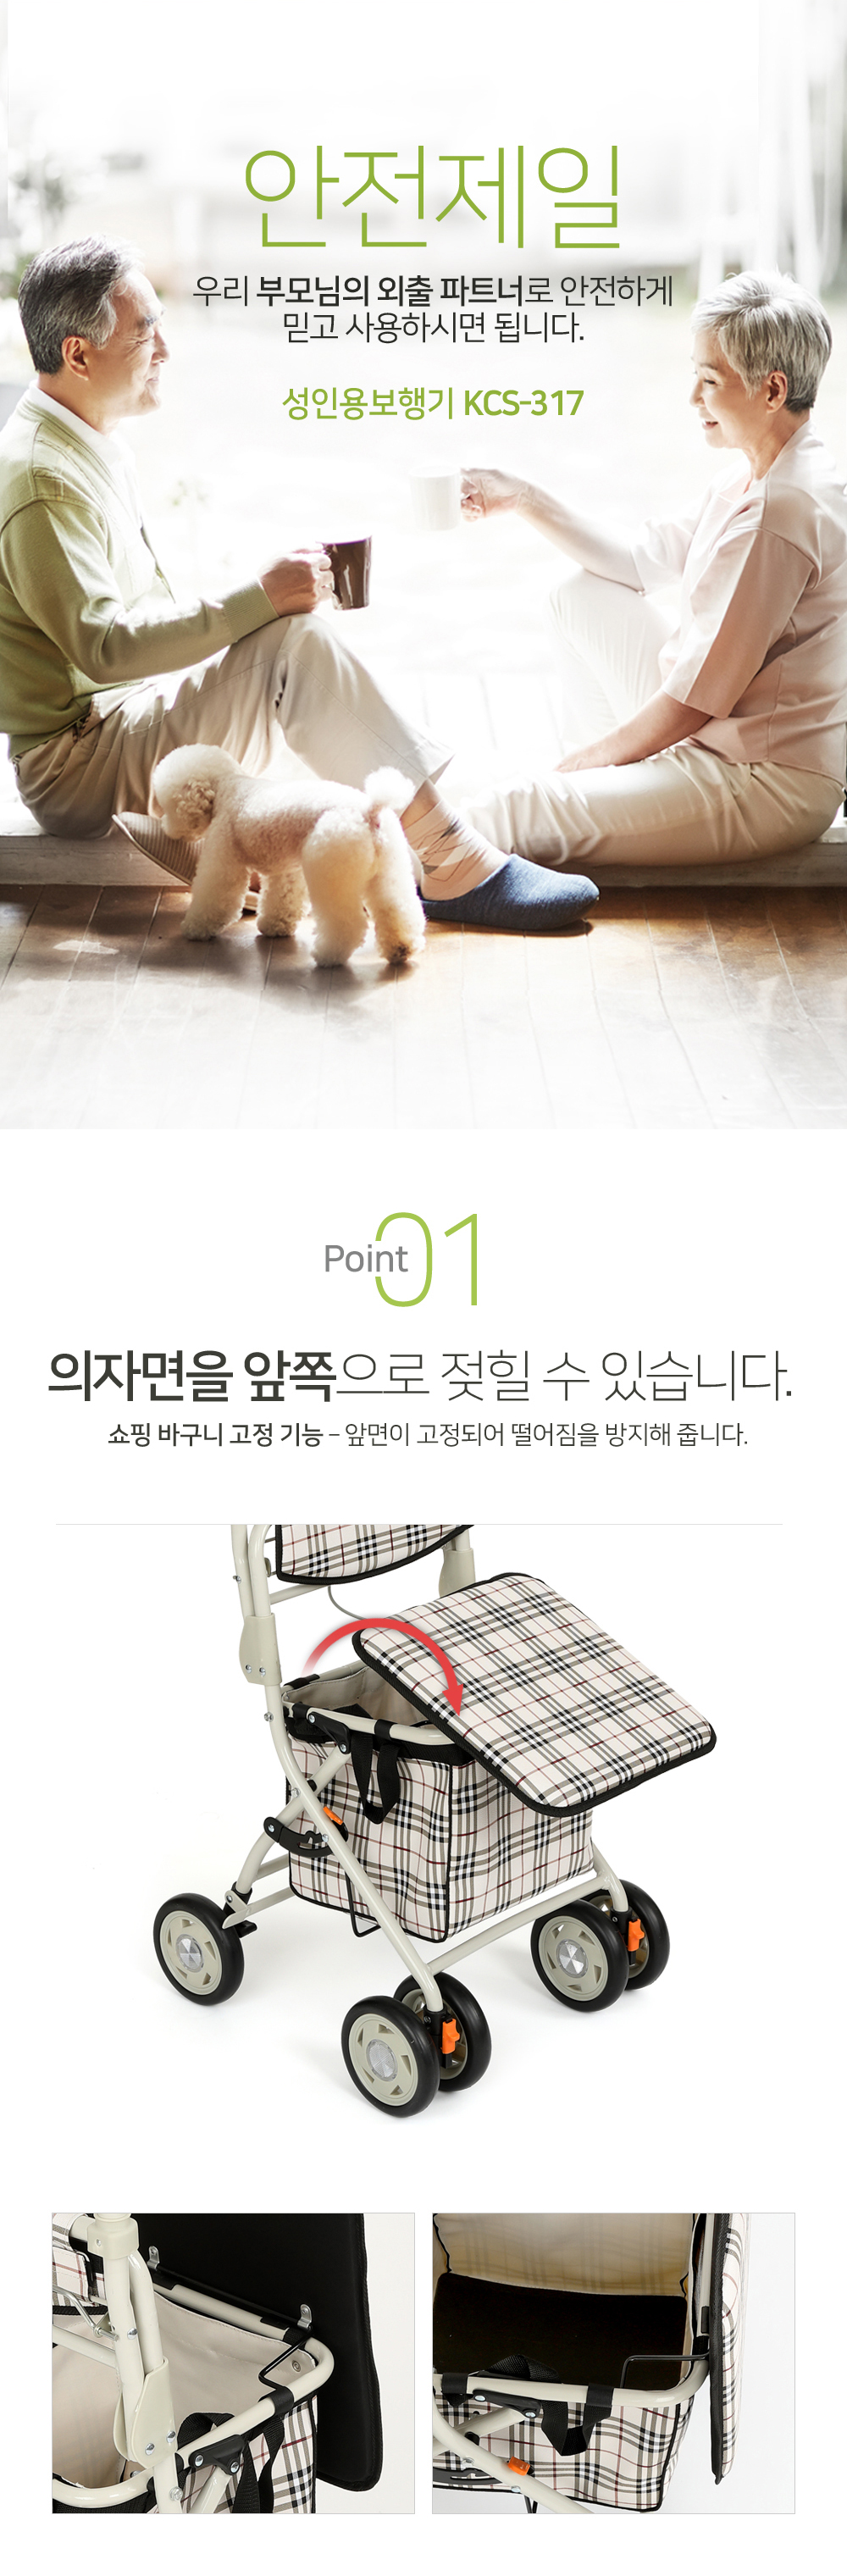 안전제일
우리 부모님의 외출 파트너로 안전하게
믿고 사용하시면 됩니다.
성인용보행기 KCS-317
Point 01
의자면을 앞쪽으로 젖힐 수 있습니다.
쇼핑 바구니 고정 기능 – 앞면이 고정되어 떨어짐을 방지해 줍니다.